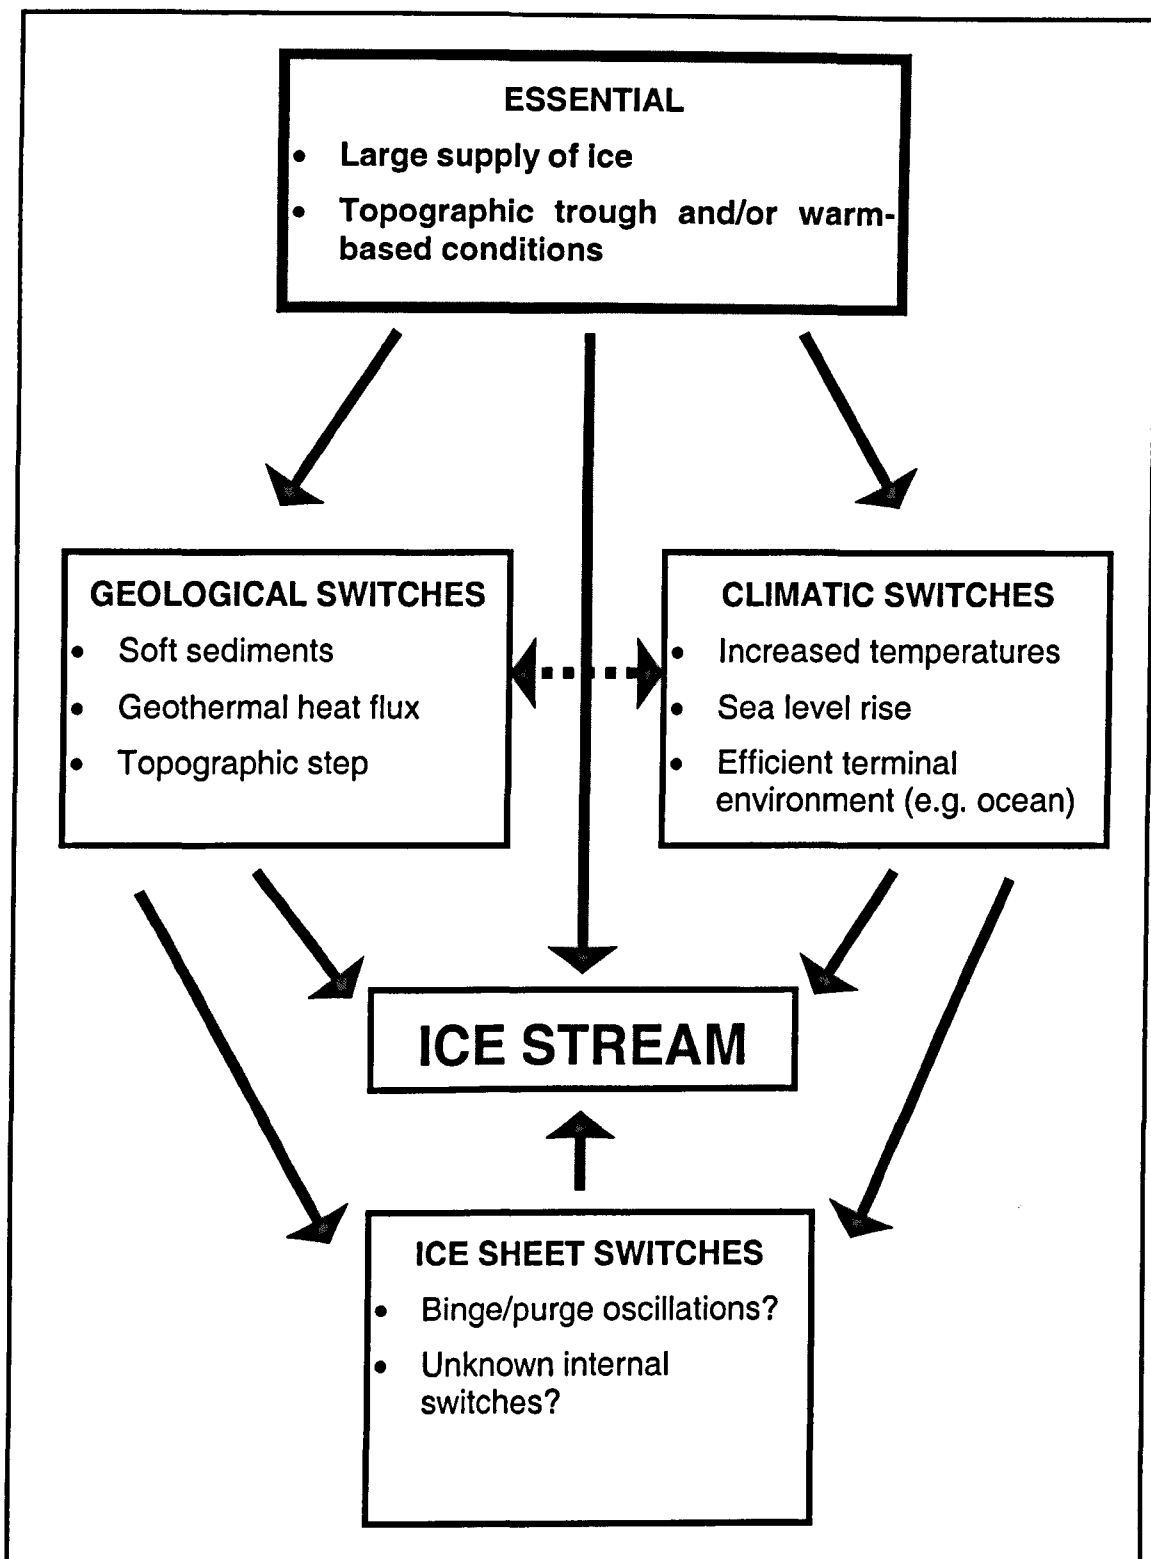 ESSENTIAL
• Large supply of ice
• Topographic trough and/or warm-
based conditions
GEOLOGICAL SWITCHES
• Soft sediments
• Geothermal heat flux
• Topographic step
CLIMATIC SWITCHES
• Increased temperatures
• Sea level rise
• Efficient terminal
environment (e.g. ocean)
ICE STREAM
ICE SHEET SWITCHES
• Binge/purge oscillations?
• Unknown internal
switches?